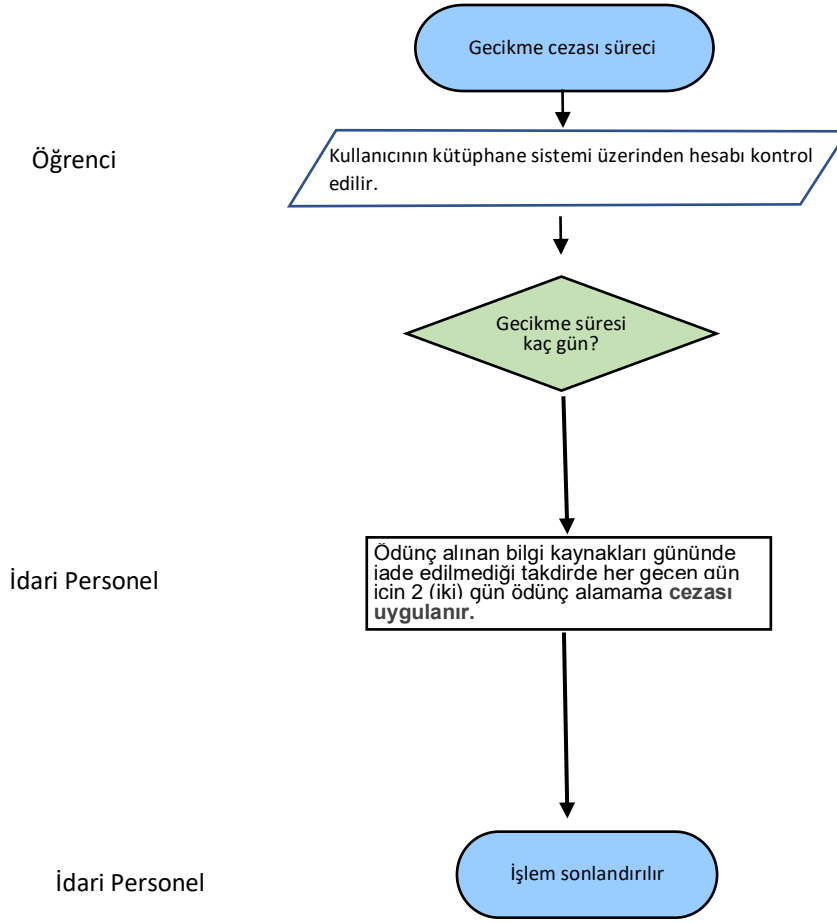 Gecikme cezası süreci
Öğrenci
Kullanıcının kütüphane sistemi üzerinden hesabı kontrol
edilir.
Gecikme süresi
kaç gün?
İdari Personel
Ödünç alınan bilgi kaynakları gününde
iade edilmediği takdirde her geçen gün
için 2 (iki) gün ödünç alamama cezası
uygulanır.
İdari Personel
İşlem sonlandırılır